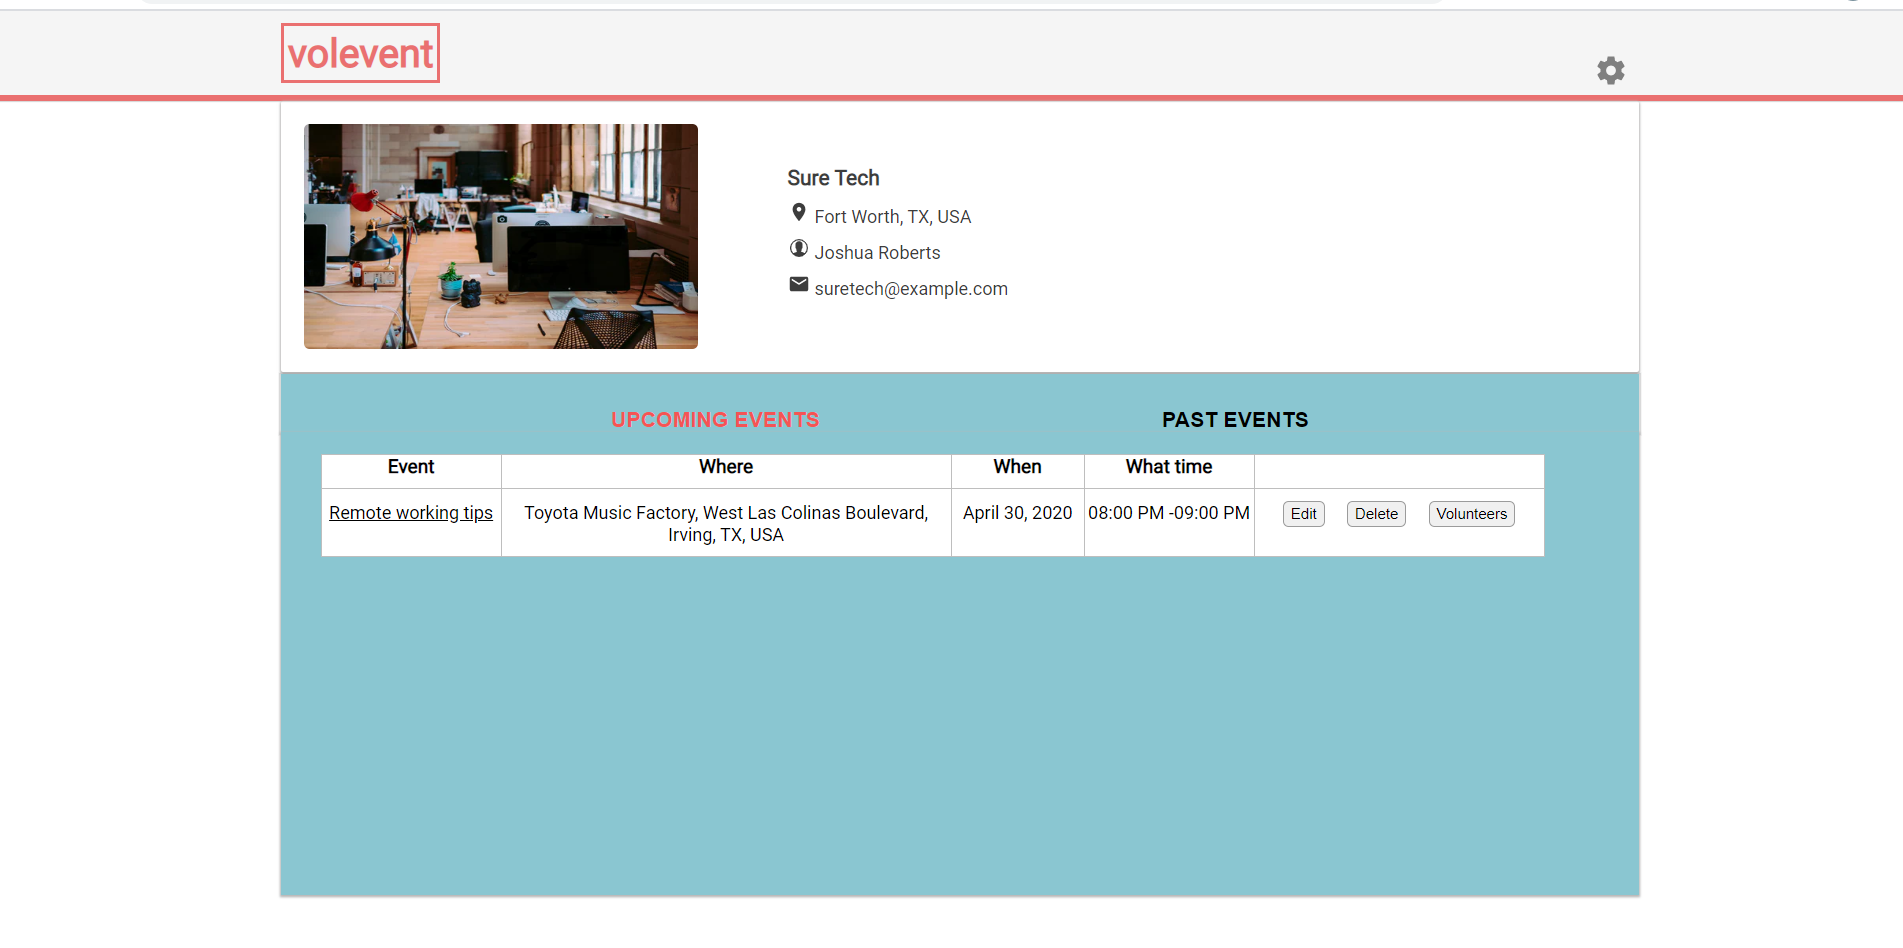 volevent
Sure Tech
Fort Worth, TX, USA
Joshua Roberts
suretech@example.com
UPCOMING EVENTS
PAST EVENTS
Event
Where
When
What time
Remote working tips
Toyota Music Factory, West Las Colinas Boulevard,
Irving, TX, USA
April 30, 2020
08:00 PM -09:00 PM
Edit
Delete
Volunteers